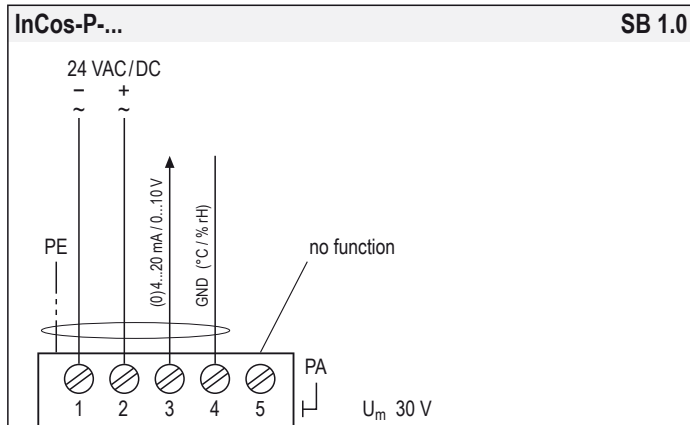 InCos-P-... SB 1.0
24 VAC/DC
– +
~ ~
(0)4...20 mA / 0...10 V
GND (°C / % rH)
PE
no function
PA
1 2 3 4 5
Um 30 V